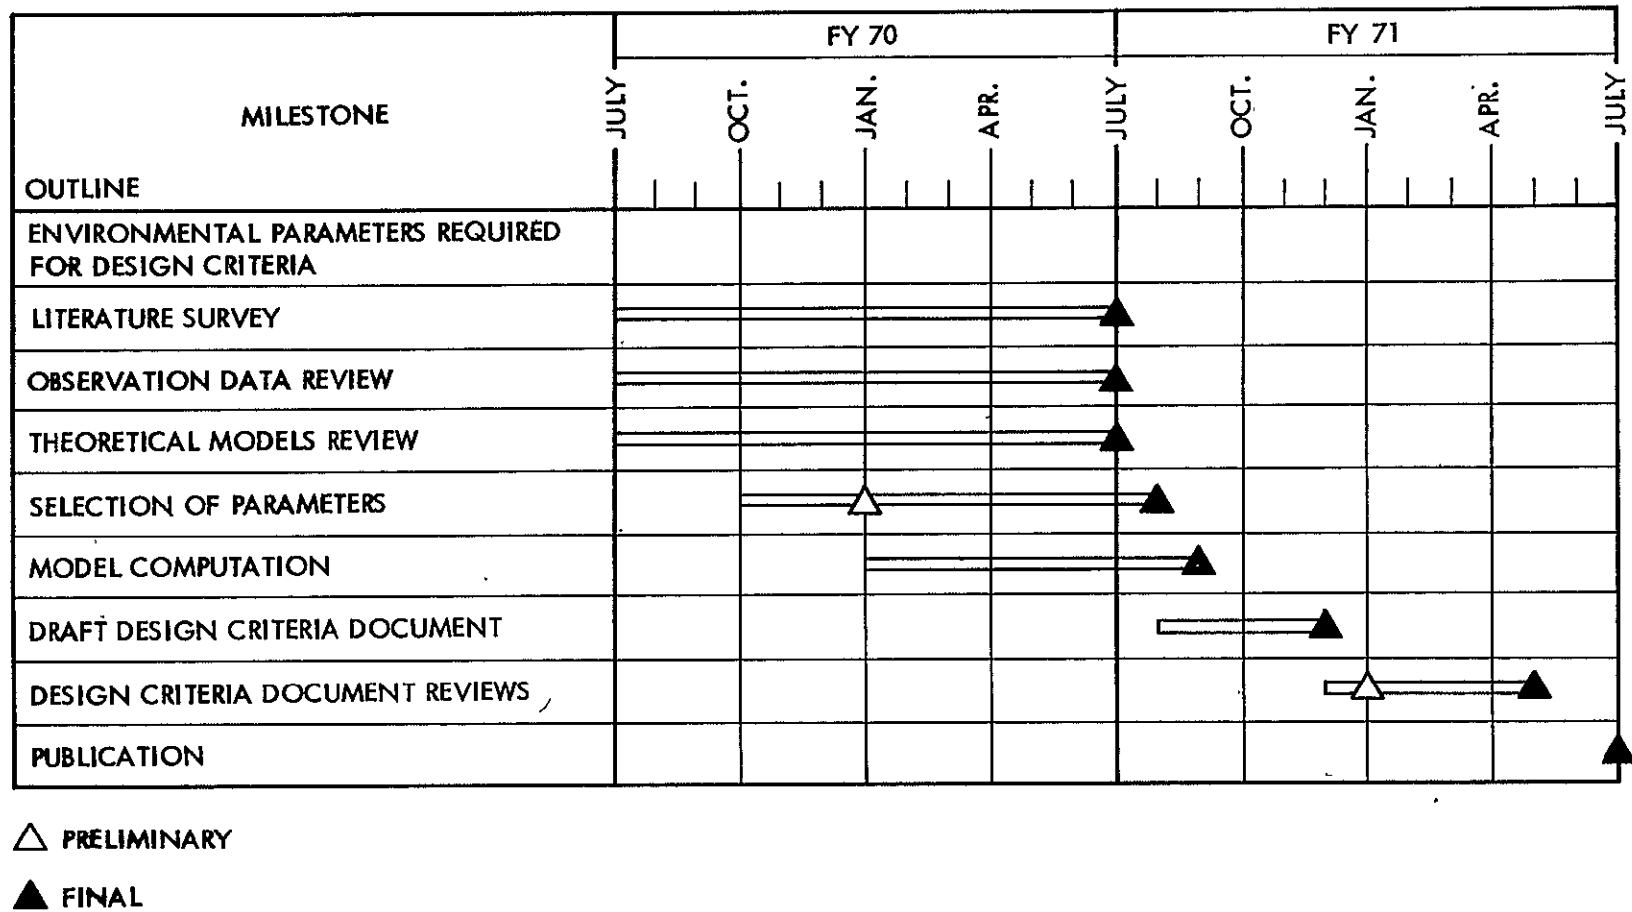 FY 70
FY 71
MILESTONE
JULY
OCT.
JAN.
APR.
JULY
OCT.
JAN.
APR.
JULY
OUTLINE
ENVIRONMENTAL PARAMETERS REQUIRED
FOR DESIGN CRITERIA
LITERATURE SURVEY
OBSERVATION DATA REVIEW
THEORETICAL MODELS REVIEW
SELECTION OF PARAMETERS
MODEL COMPUTATION
DRAFT DESIGN CRITERIA DOCUMENT
DESIGN CRITERIA DOCUMENT REVIEWS
PUBLICATION
PRELIMINARY
FINAL